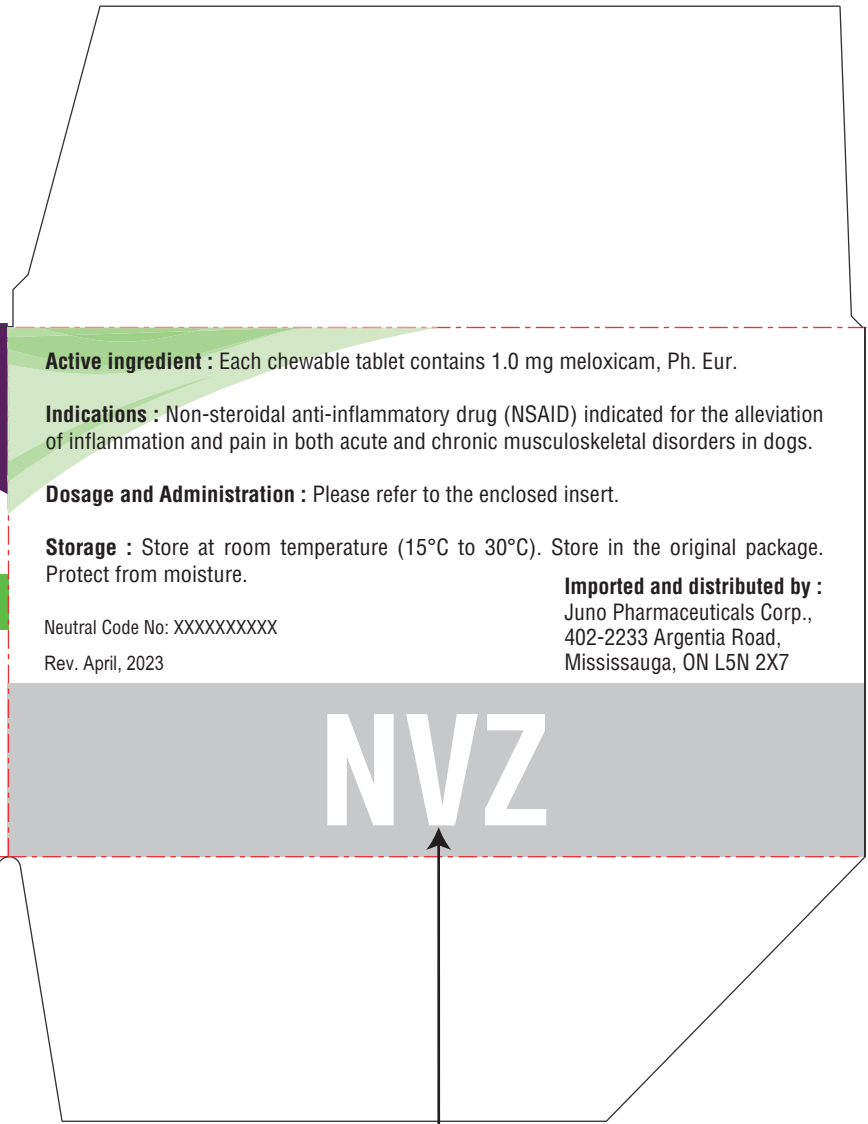 Active ingredient : Each chewable tablet contains 1.0 mg meloxicam, Ph. Eur.
Indications : Non-steroidal anti-inflammatory drug (NSAID) indicated for the alleviation
of inflammation and pain in both acute and chronic musculoskeletal disorders in dogs.
Dosage and Administration : Please refer to the enclosed insert.
Storage : Store at room temperature (15°C to 30°C). Store in the original package.
Protect from moisture.
Neutral Code No: XXXXXXXXXX
Rev. April, 2023
Imported and distributed by :
Juno Pharmaceuticals Corp.,
402-2233 Argentia Road,
Mississauga, ON L5N 2X7
NVZ